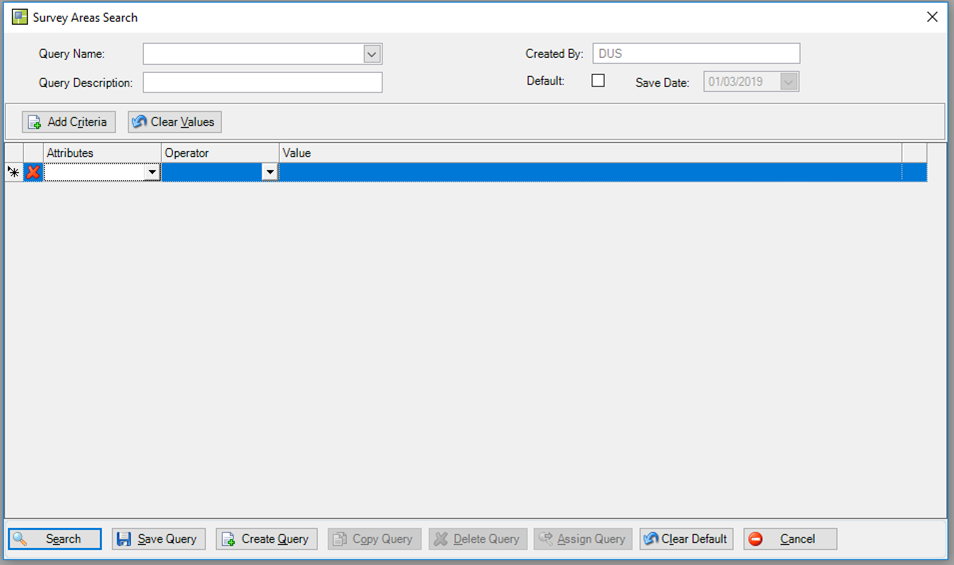 Survey Areas Search
Query Name: Created By: DUS
Query Description: Default: Save Date: 01/03/2019
Add Criteria Clear Values
Attributes Operator Value
Search Save Query Create Query Copy Query Delete Query Assign Query Clear Default Cancel